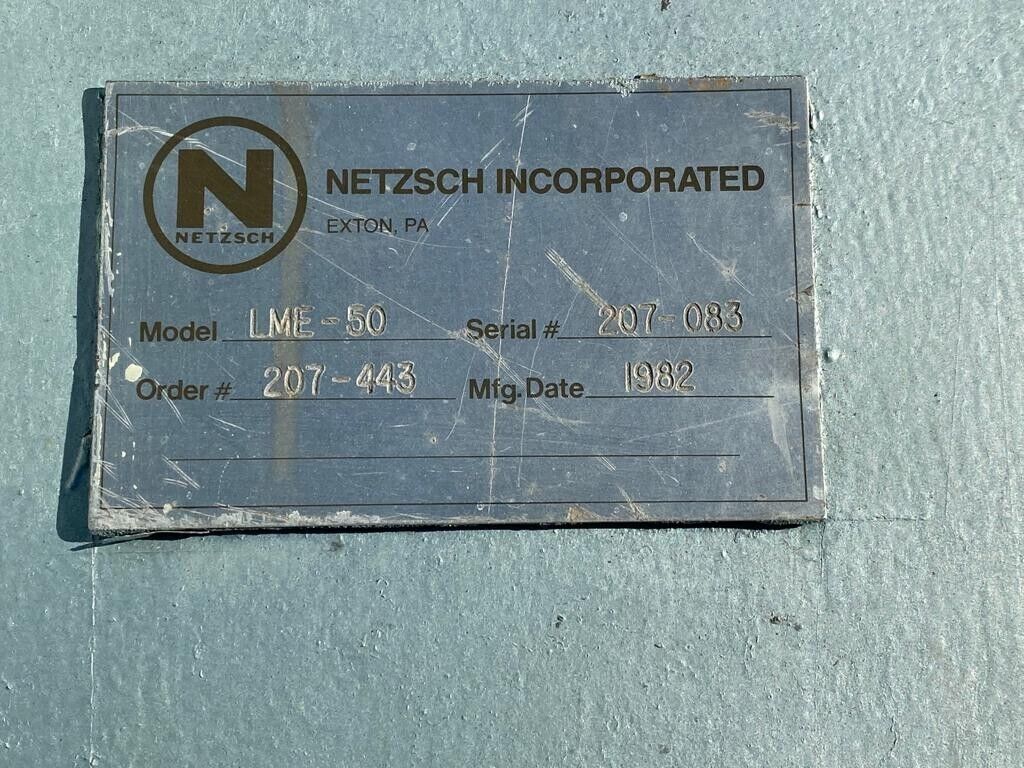 N
NETZSCH
NETZSCH INCORPORATED
EXTON, PA
Model LME-50 Serial # 207-083
Order # 207-443 Mfg. Date 1982